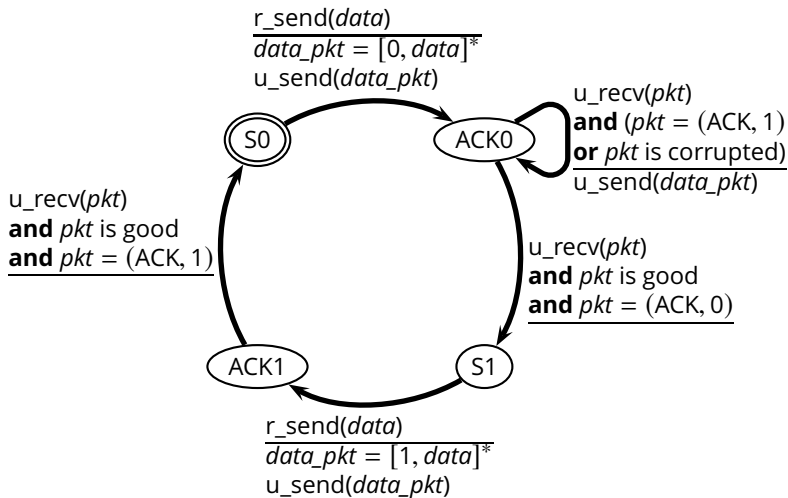 r_send(data)
data_pkt = [0, data]*
u_send(data_pkt)
S0
ACK0
u_recv(pkt)
and (pkt = (ACK, 1)
or pkt is corrupted)
u_send(data_pkt)
u_recv(pkt)
and pkt is good
and pkt = (ACK, 1)
u_recv(pkt)
and pkt is good
and pkt = (ACK, 0)
ACK1
S1
r_send(data)
data_pkt = [1, data]*
u_send(data_pkt)